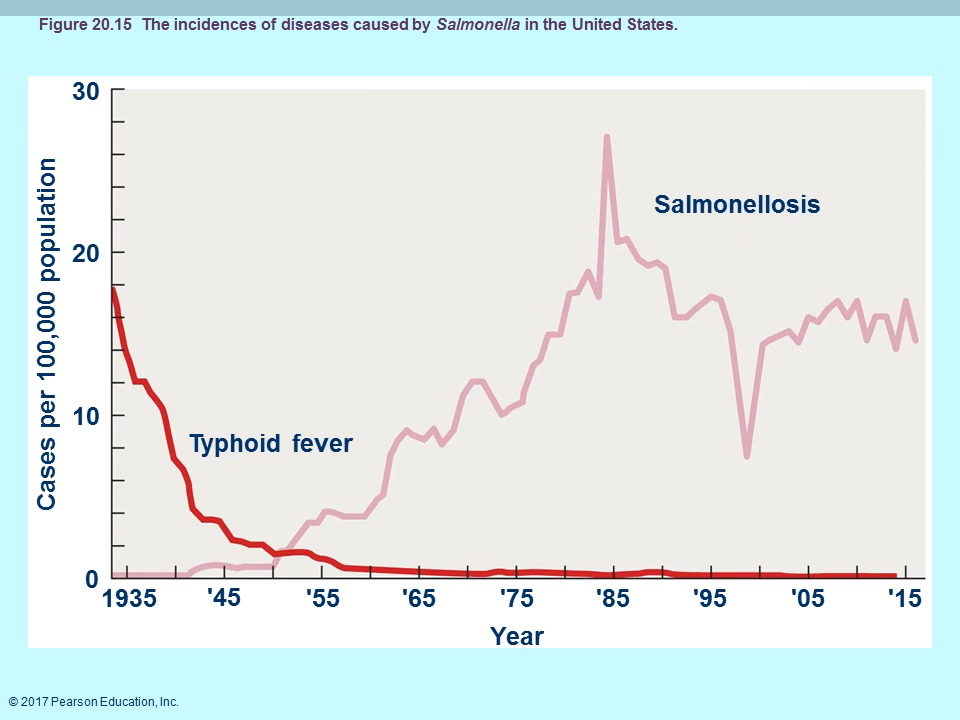 Figure 20.15 The incidences of diseases caused by Salmonella in the United States.
30
Salmonellosis
20
Cases per 100,000 population
10
Typhoid fever
0
1935 '45 '55 '65 '75 '85 '95 '05 '15
Year
© 2017 Pearson Education, Inc.